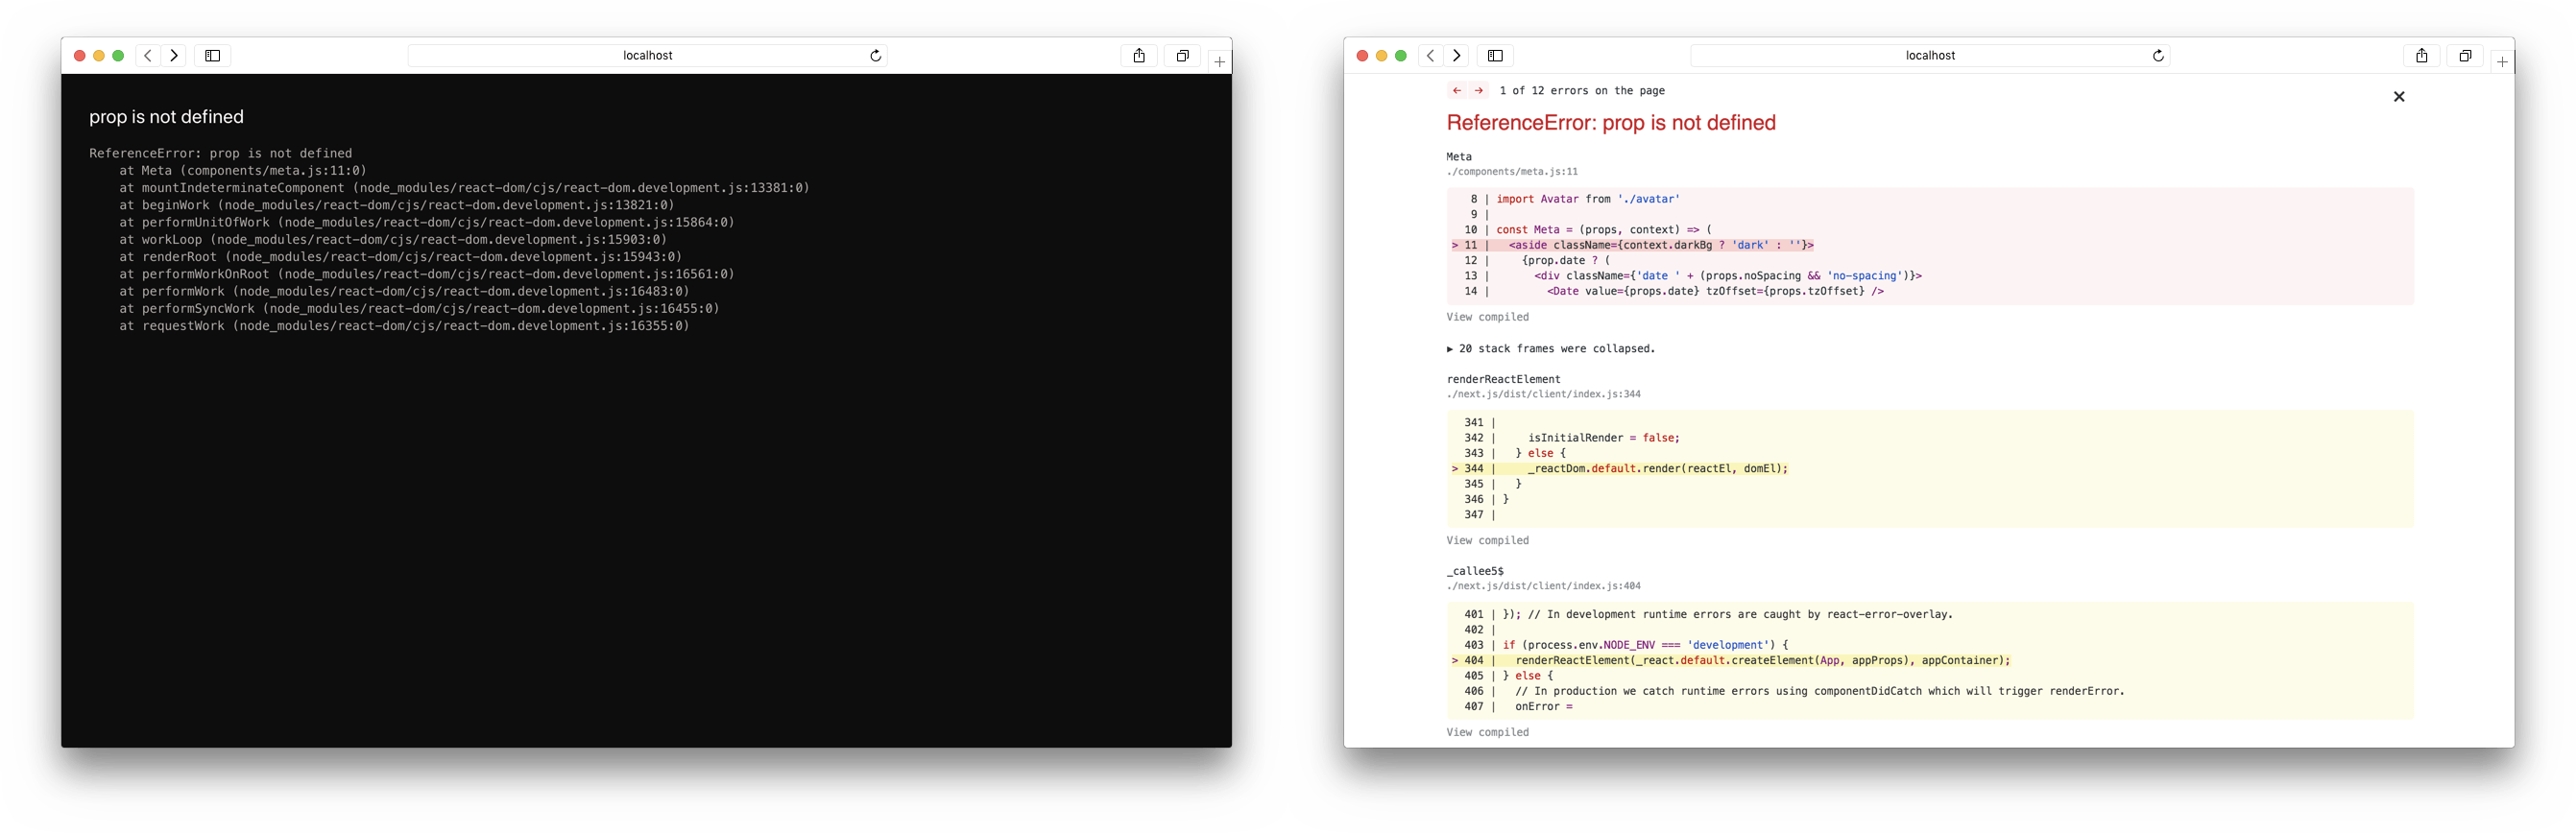 localhost
prop is not defined
ReferenceError: prop is not defined
    at Meta (components/meta.js:11:0)
    at mountIndeterminateComponent (node_modules/react-dom/cjs/react-dom.development.js:13381:0)
    at beginWork (node_modules/react-dom/cjs/react-dom.development.js:13821:0)
    at performUnitOfWork (node_modules/react-dom/cjs/react-dom.development.js:15864:0)
    at workLoop (node_modules/react-dom/cjs/react-dom.development.js:15903:0)
    at renderRoot (node_modules/react-dom/cjs/react-dom.development.js:15943:0)
    at performWorkOnRoot (node_modules/react-dom/cjs/react-dom.development.js:16561:0)
    at performWork (node_modules/react-dom/cjs/react-dom.development.js:16483:0)
    at performSyncWork (node_modules/react-dom/cjs/react-dom.development.js:16455:0)
    at requestWork (node_modules/react-dom/cjs/react-dom.development.js:16355:0)
localhost
← → 1 of 12 errors on the page
ReferenceError: prop is not defined
Meta
./components/meta.js:11
   8 | import Avatar from './avatar'
   9 |
  10 | const Meta = (props, context) => (
> 11 |   <aside className={context.darkBg ? 'dark' : ''}>
  12 |     {prop.date ? (
  13 |       <div className={'date ' + (props.noSpacing && 'no-spacing')}>
  14 |         <Date value={props.date} tzOffset={props.tzOffset} />
View compiled
▶ 20 stack frames were collapsed.
renderReactElement
./next.js/dist/client/index.js:344
  341 |
  342 |     isInitialRender = false;
  343 |   } else {
> 344 |     _reactDom.default.render(reactEl, domEl);
  345 |   }
  346 | }
  347 |
View compiled
_callee5$
./next.js/dist/client/index.js:404
  401 | }); // In development runtime errors are caught by react-error-overlay.
  402 |
  403 | if (process.env.NODE_ENV === 'development') {
> 404 |   renderReactElement(_react.default.createElement(App, appProps), appContainer);
  405 | } else {
  406 |   // In production we catch runtime errors using componentDidCatch which will trigger renderError.
  407 |   onError =
View compiled